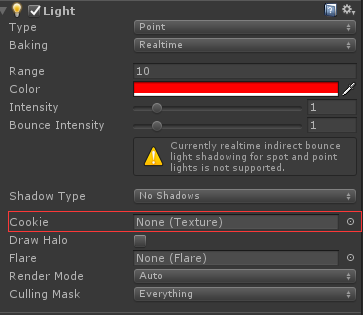 Light
Type Point
Baking Realtime
Range 10
Color
Intensity 1
Bounce Intensity 1
Currently realtime indirect bounce
light shadowing for spot and point
lights is not supported.
Shadow Type No Shadows
Cookie None (Texture)
Draw Halo
Flare None (Flare)
Render Mode Auto
Culling Mask Everything